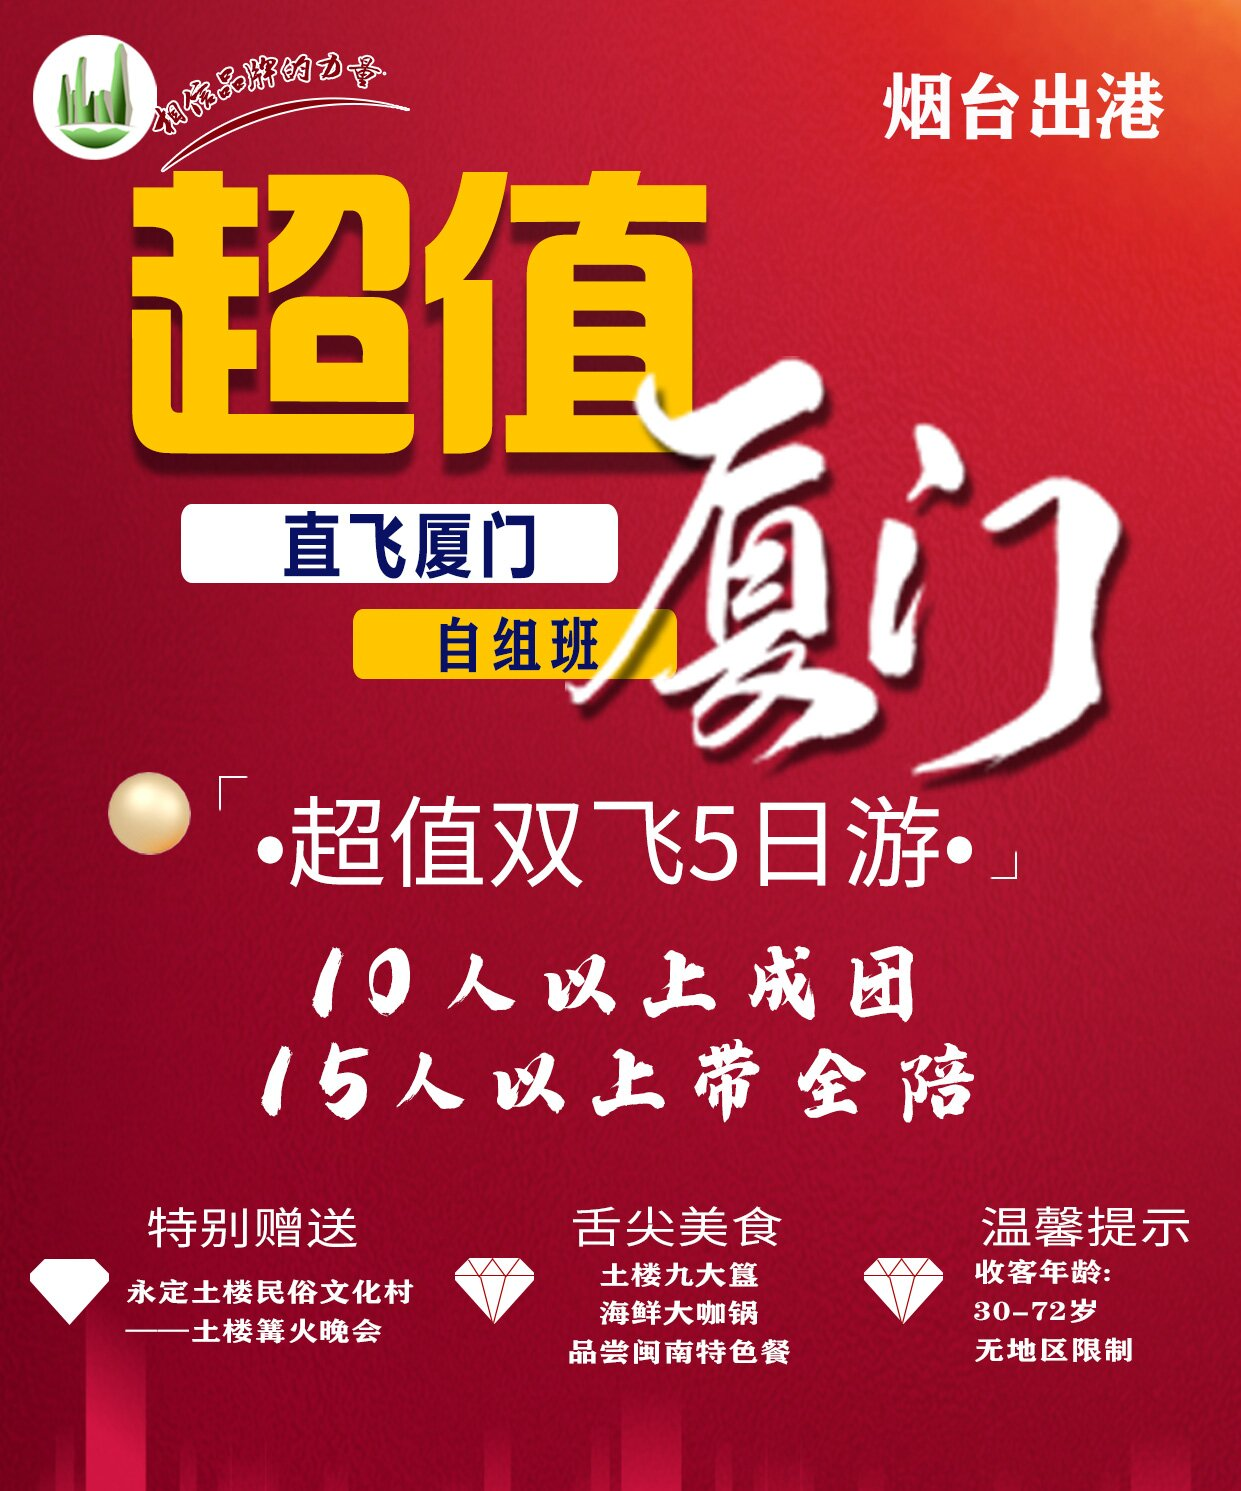 相信品牌的力量
烟台出港
超值
厦门
直飞厦门
自组班
「•超值双飞5日游•」
10人以上成团
15人以上带全陪
特别赠送
永定土楼民俗文化村
——土楼篝火晚会
舌尖美食
土楼九大簋
海鲜大咖锅
品尝闽南特色餐
温馨提示
收客年龄:
30-72岁
无地区限制